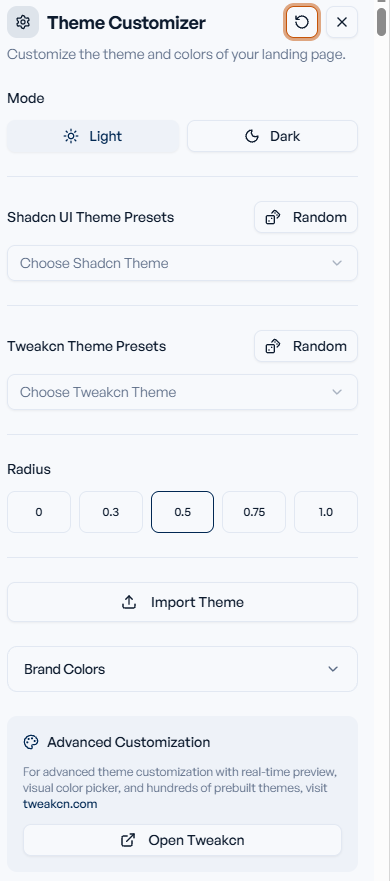 Theme Customizer
Customize the theme and colors of your landing page.
Mode
Light
Dark
Shadcn UI Theme Presets
Random
Choose Shadcn Theme
Tweakcn Theme Presets
Random
Choose Tweakcn Theme
Radius
0
0.3
0.5
0.75
1.0
Import Theme
Brand Colors
Advanced Customization
For advanced theme customization with real-time preview,
visual color picker, and hundreds of prebuilt themes, visit
tweakcn.com
Open Tweakcn